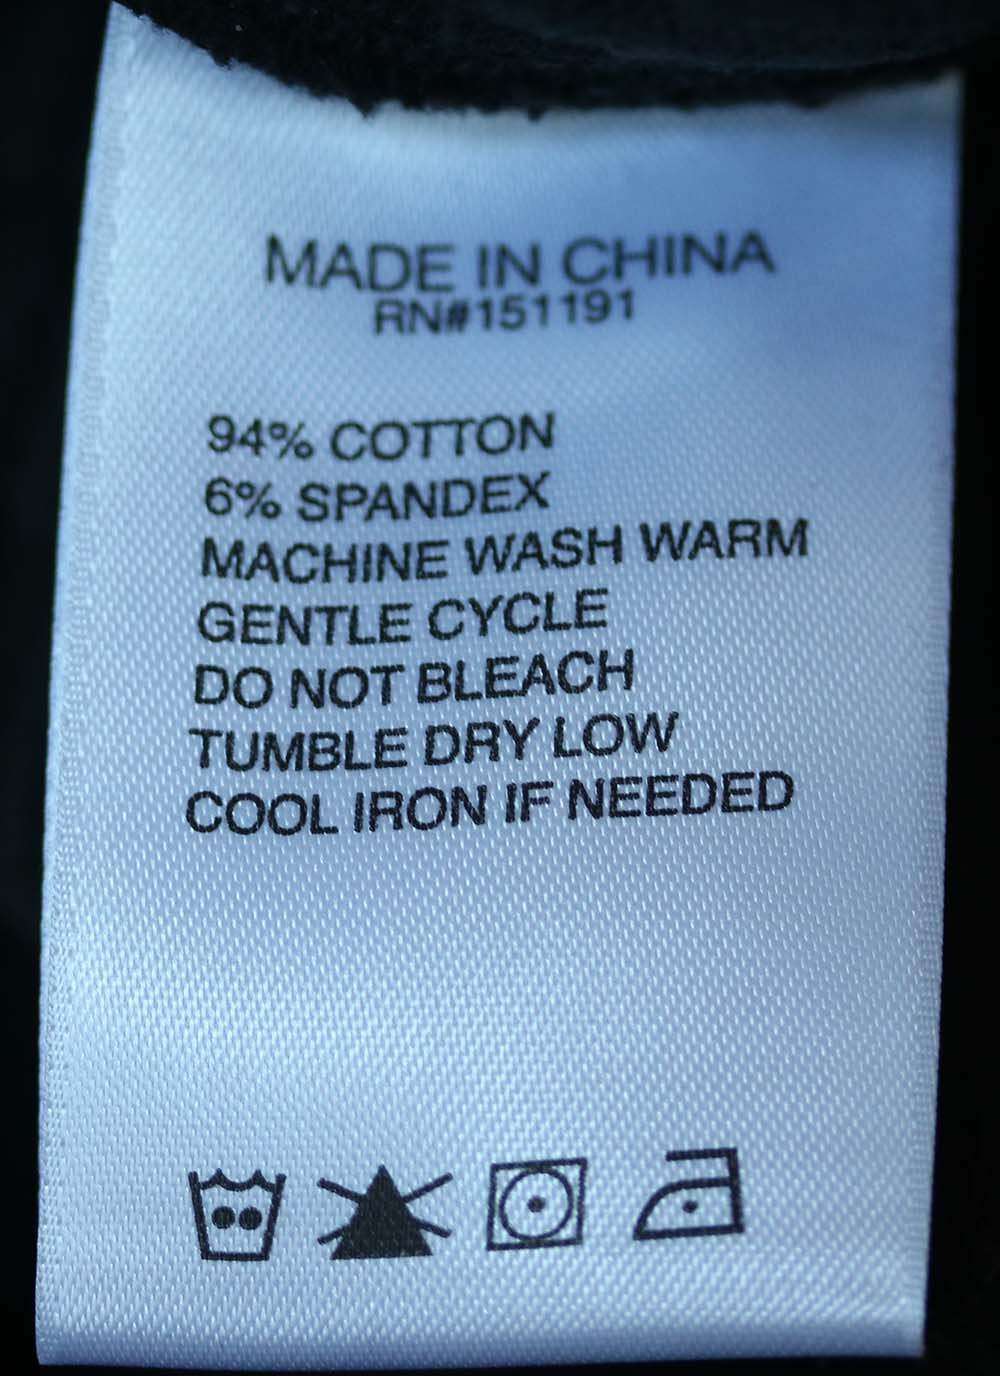 MADE IN CHINA
RN#151191
94% COTTON
6% SPANDEX
MACHINE WASH WARM
GENTLE CYCLE
DO NOT BLEACH
TUMBLE DRY LOW
COOL IRON IF NEEDED